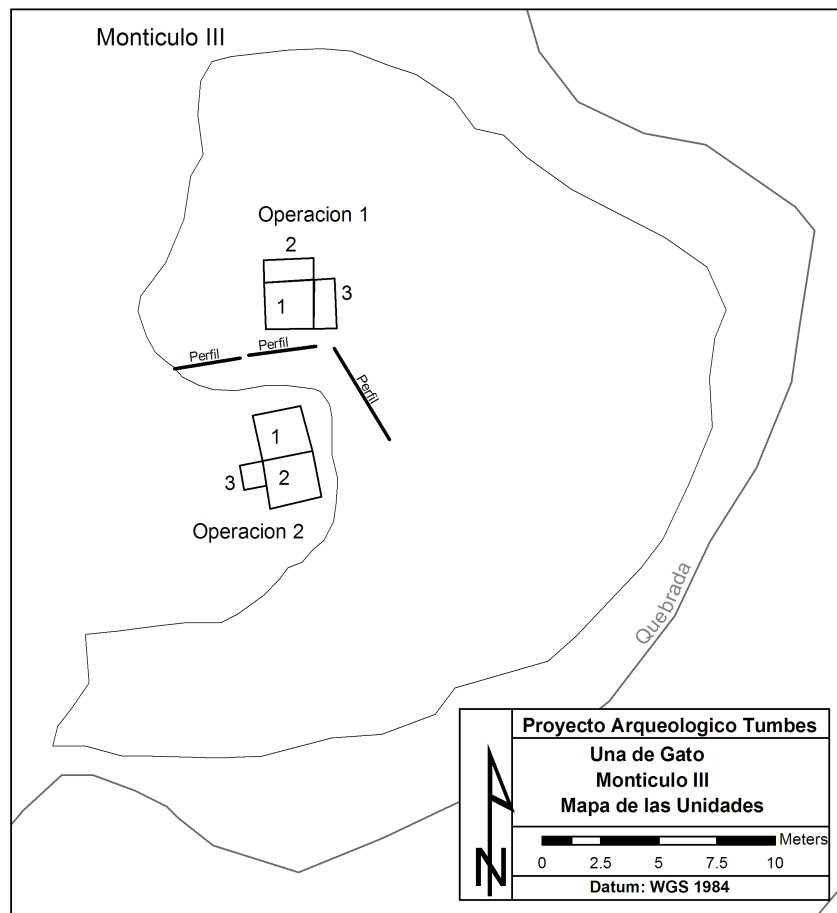 Monticulo III
Operacion 1
2
3
1
Perfil
Perfil
Perfil
1
2
3
Operacion 2
Quebrada
Proyecto Arqueologico Tumbes
Una de Gato
Monticulo III
Mapa de las Unidades
Meters
0 2.5 5 7.5 10
N
Datum: WGS 1984